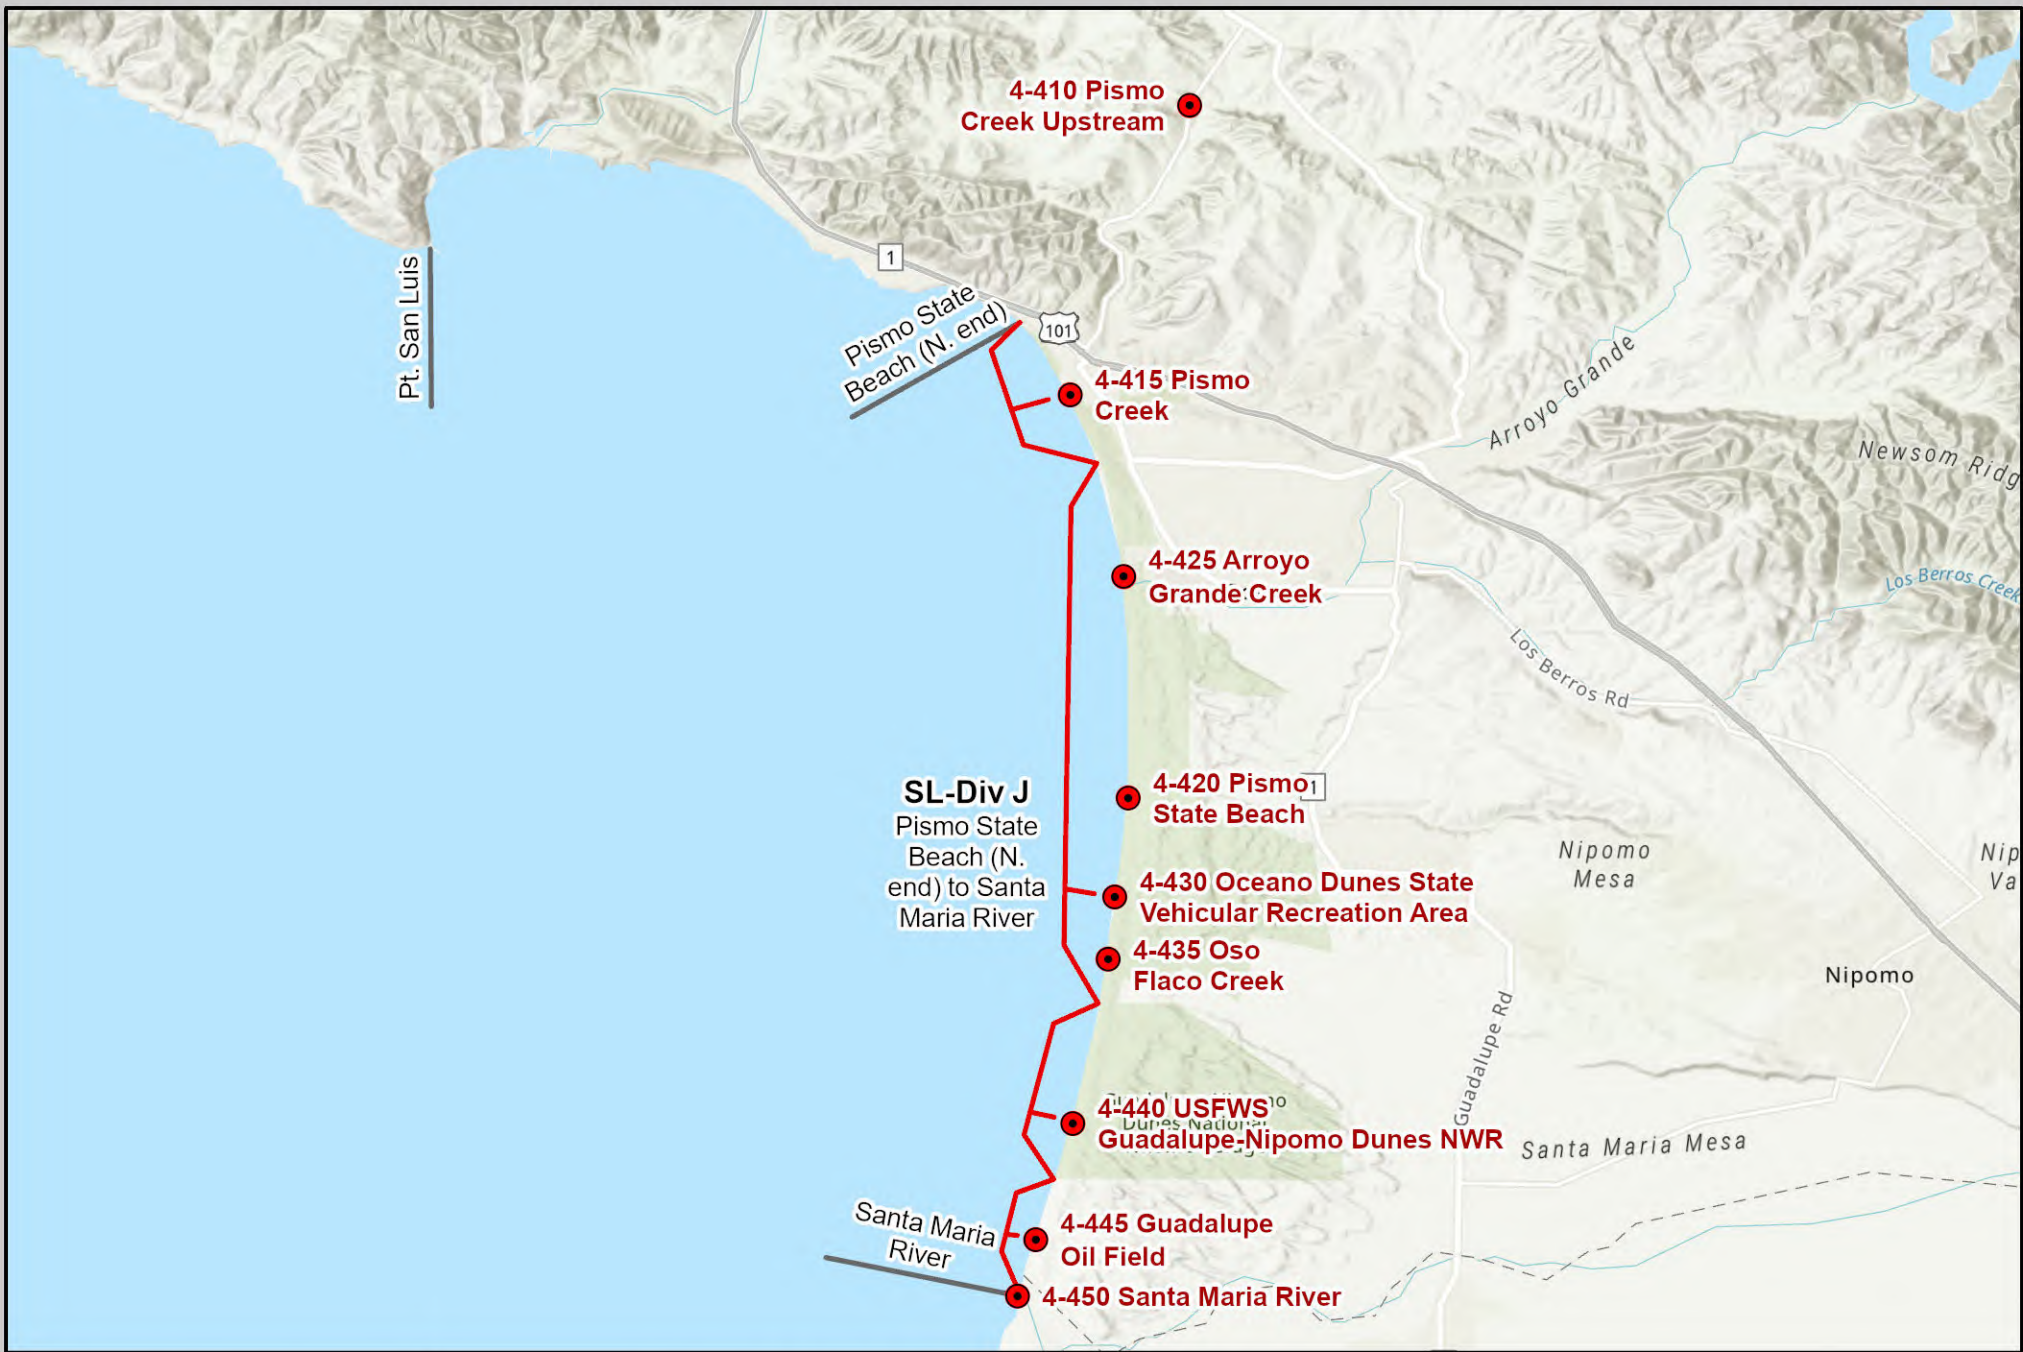 4-410 Pismo
Creek Upstream
1
Pt. San Luis
Pismo State
Beach (N. end)
101
4-415 Pismo
Creek
Arroyo Grande
Newsom Ridg
4-425 Arroyo
Grande Creek
Los Berros Creek
Los Berros Rd
SL-Div J
Pismo State
Beach (N.
end) to Santa
Maria River
4-420 Pismo
State Beach
1
Nipomo
Mesa
Nip
Va
4-430 Oceano Dunes State
Vehicular Recreation Area
4-435 Oso
Flaco Creek
Nipomo
Guadalupe Rd
4-440 USFWS
Guadalupe-Nipomo Dunes NWR
Dunes National
Santa Maria Mesa
Santa Maria
River
4-445 Guadalupe
Oil Field
4-450 Santa Maria River